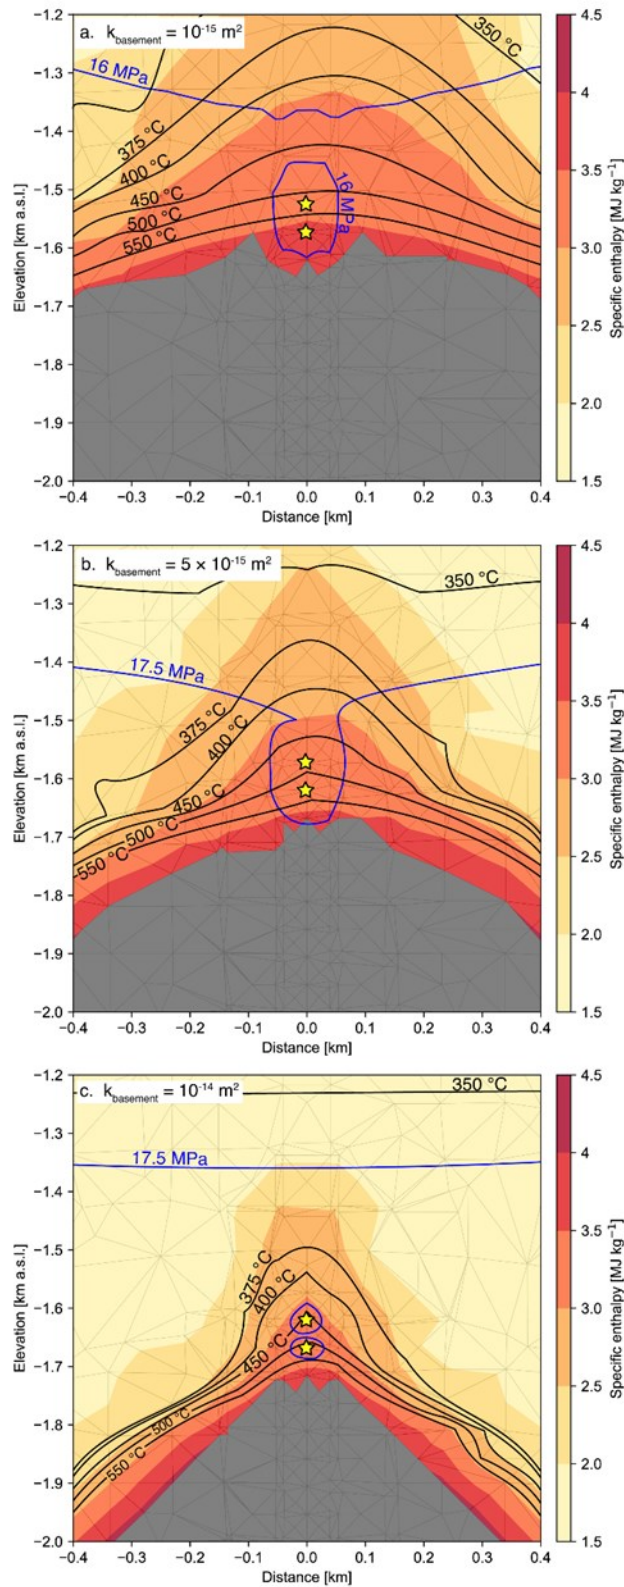 a. k basement = 10⁻¹⁵ m²
350 °C
16 MPa
375 °C
400 °C
450 °C
500 °C
550 °C
16 MPa
−1.2
−1.3
−1.4
−1.5
−1.6
−1.7
−1.8
−1.9
−2.0
Elevation [km a.s.l.]
−0.4 −0.3 −0.2 −0.1 0.0 0.1 0.2 0.3 0.4
Distance [km]
4.5
4
3.5
3.0
2.5
2.0
1.5
Specific enthalpy [MJ kg⁻¹]
b. k basement = 5 × 10⁻¹⁵ m²
350 °C
17.5 MPa
375 °C
400 °C
450 °C
500 °C
550 °C
−1.2
−1.3
−1.4
−1.5
−1.6
−1.7
−1.8
−1.9
−2.0
Elevation [km a.s.l.]
−0.4 −0.3 −0.2 −0.1 0.0 0.1 0.2 0.3 0.4
Distance [km]
4.5
4
3.5
3.0
2.5
2.0
1.5
Specific enthalpy [MJ kg⁻¹]
c. k basement = 10⁻¹⁴ m²
350 °C
17.5 MPa
375 °C
400 °C
450 °C
500 °C
550 °C
−1.2
−1.3
−1.4
−1.5
−1.6
−1.7
−1.8
−1.9
−2.0
Elevation [km a.s.l.]
−0.4 −0.3 −0.2 −0.1 0.0 0.1 0.2 0.3 0.4
Distance [km]
4.5
4
3.5
3.0
2.5
2.0
1.5
Specific enthalpy [MJ kg⁻¹]